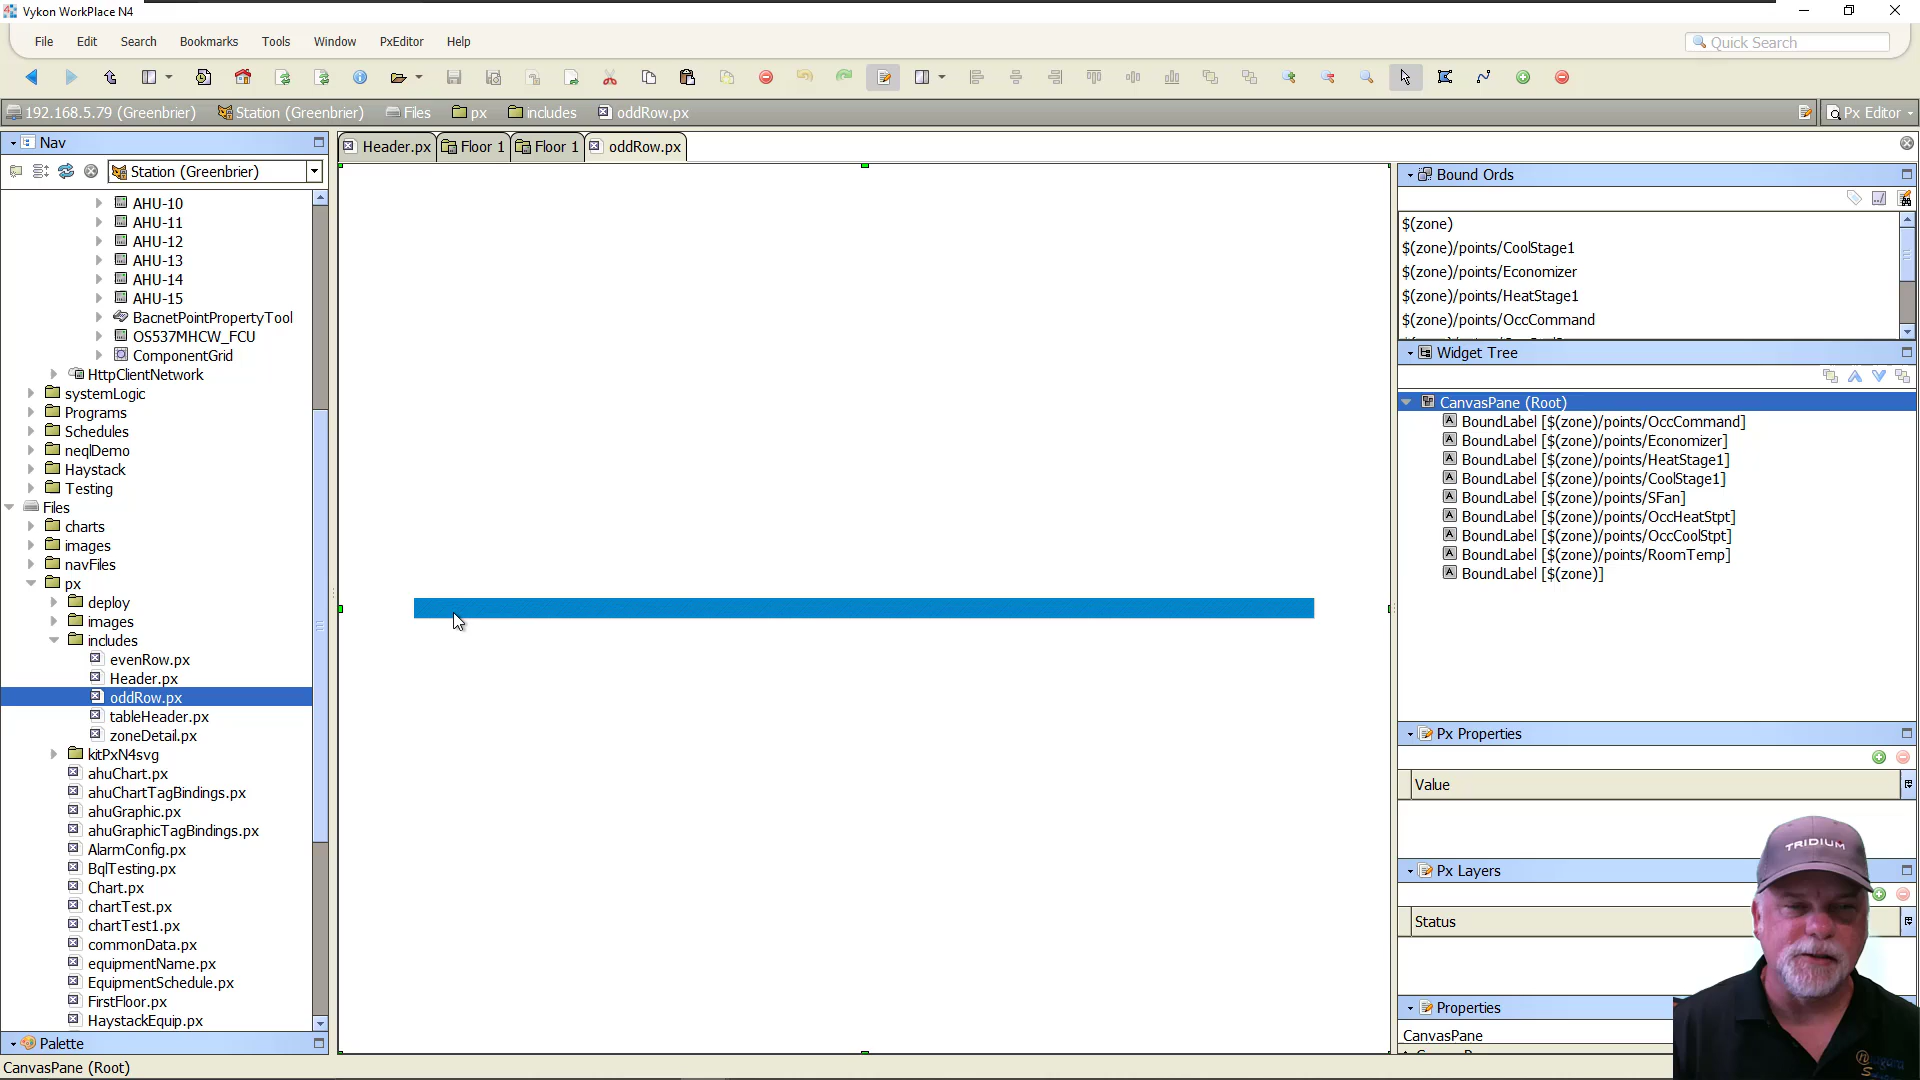 Vykon WorkPlace N4
File Edit Search Bookmarks Tools Window PxEditor Help
Quick Search
192.168.5.79 (Greenbrier) Station (Greenbrier) Files px includes oddRow.px Px Editor
Nav
Station (Greenbrier)
AHU-10
AHU-11
AHU-12
AHU-13
AHU-14
AHU-15
BacnetPointPropertyTool
OS537MHCW_FCU
ComponentGrid
HttpClientNetwork
systemLogic
Programs
Schedules
neqlDemo
Haystack
Testing
Files
charts
images
navFiles
px
deploy
images
includes
evenRow.px
Header.px
oddRow.px
tableHeader.px
zoneDetail.px
kitPxN4svg
ahuChart.px
ahuChartTagBindings.px
ahuGraphic.px
ahuGraphicTagBindings.px
AlarmConfig.px
BqlTesting.px
Chart.px
chartTest.px
chartTest1.px
commonData.px
equipmentName.px
EquipmentSchedule.px
FirstFloor.px
HaystackEquip.px
Palette
CanvasPane (Root)
Header.px Floor 1 Floor 1 oddRow.px
Bound Ords
$(zone)
$(zone)/points/CoolStage1
$(zone)/points/Economizer
$(zone)/points/HeatStage1
$(zone)/points/OccCommand
Widget Tree
CanvasPane (Root)
BoundLabel [$(zone)/points/OccCommand]
BoundLabel [$(zone)/points/Economizer]
BoundLabel [$(zone)/points/HeatStage1]
BoundLabel [$(zone)/points/CoolStage1]
BoundLabel [$(zone)/points/SFan]
BoundLabel [$(zone)/points/OccHeatStpt]
BoundLabel [$(zone)/points/OccCoolStpt]
BoundLabel [$(zone)/points/RoomTemp]
BoundLabel [$(zone)]
Px Properties
Value
Px Layers
Status
Properties
CanvasPane
TRIDIUM